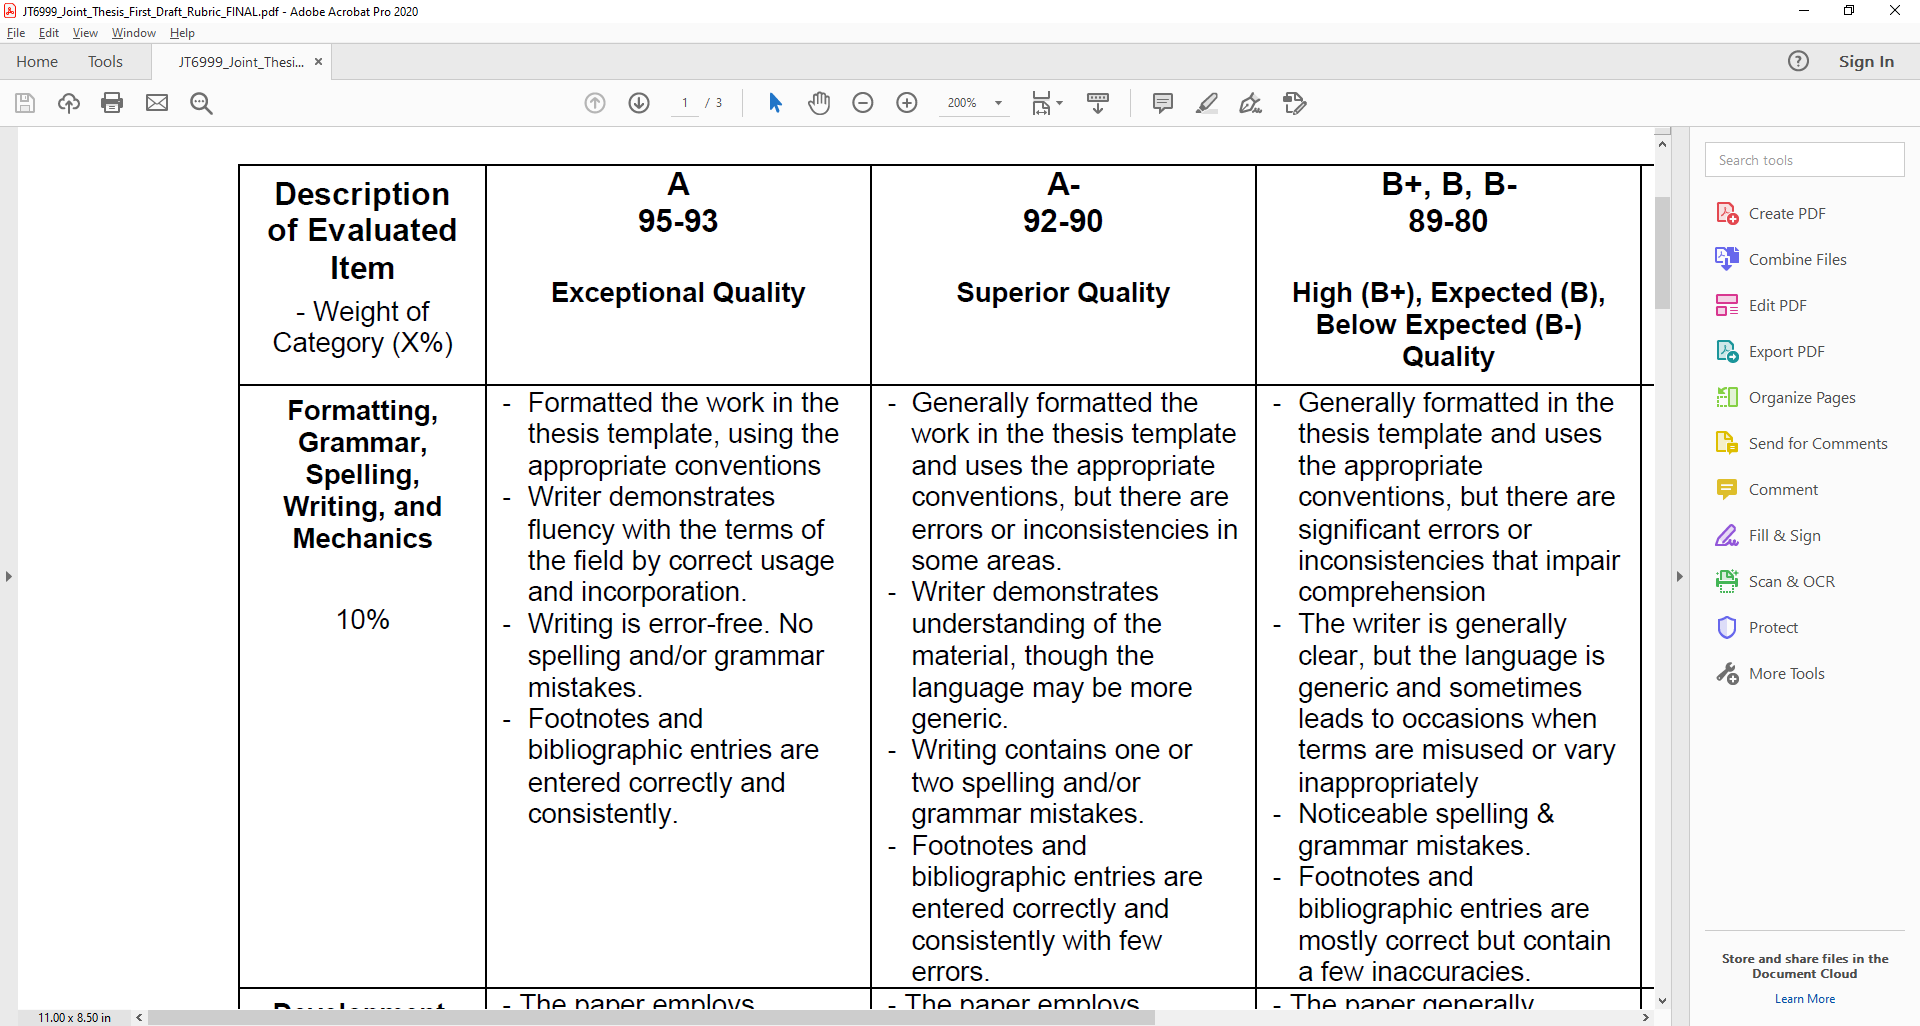 JT6999_Joint_Thesis_First_Draft_Rubric_FINAL.pdf - Adobe Acrobat Pro 2020
File Edit View Window Help
Home Tools JT6999_Joint_Thesi... × Sign In
1 / 3 200%
Description
of Evaluated
Item
- Weight of
Category (X%)
A
95-93
Exceptional Quality
A-
92-90
Superior Quality
B+, B, B-
89-80
High (B+), Expected (B),
Below Expected (B-)
Quality
Formatting,
Grammar,
Spelling,
Writing, and
Mechanics
10%
- Formatted the work in the
thesis template, using the
appropriate conventions
- Writer demonstrates
fluency with the terms of
the field by correct usage
and incorporation.
- Writing is error-free. No
spelling and/or grammar
mistakes.
- Footnotes and
bibliographic entries are
entered correctly and
consistently.
- Generally formatted the
work in the thesis template
and uses the appropriate
conventions, but there are
errors or inconsistencies in
some areas.
- Writer demonstrates
understanding of the
material, though the
language may be more
generic.
- Writing contains one or
two spelling and/or
grammar mistakes.
- Footnotes and
bibliographic entries are
entered correctly and
consistently with few
errors.
- Generally formatted in the
thesis template and uses
the appropriate
conventions, but there are
significant errors or
inconsistencies that impair
comprehension
- The writer is generally
clear, but the language is
generic and sometimes
leads to occasions when
terms are misused or vary
inappropriately
- Noticeable spelling &
grammar mistakes.
- Footnotes and
bibliographic entries are
mostly correct but contain
a few inaccuracies.
Development
- The paper employs
- The paper employs
- The paper generally
Search tools
Create PDF
Combine Files
Edit PDF
Export PDF
Organize Pages
Send for Comments
Comment
Fill & Sign
Scan & OCR
Protect
More Tools
Store and share files in the
Document Cloud
Learn More
11.00 x 8.50 in